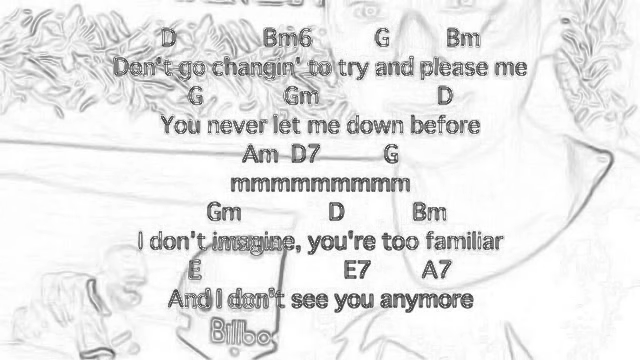 D Bm6 G Bm
Don't go changin' to try and please me
G Gm D
You never let me down before
Am D7 G
mmmmmmmmmm
Gm D Bm
I don't imagine, you're too familiar
E E7 A7
And I don't see you anymore
Billbo